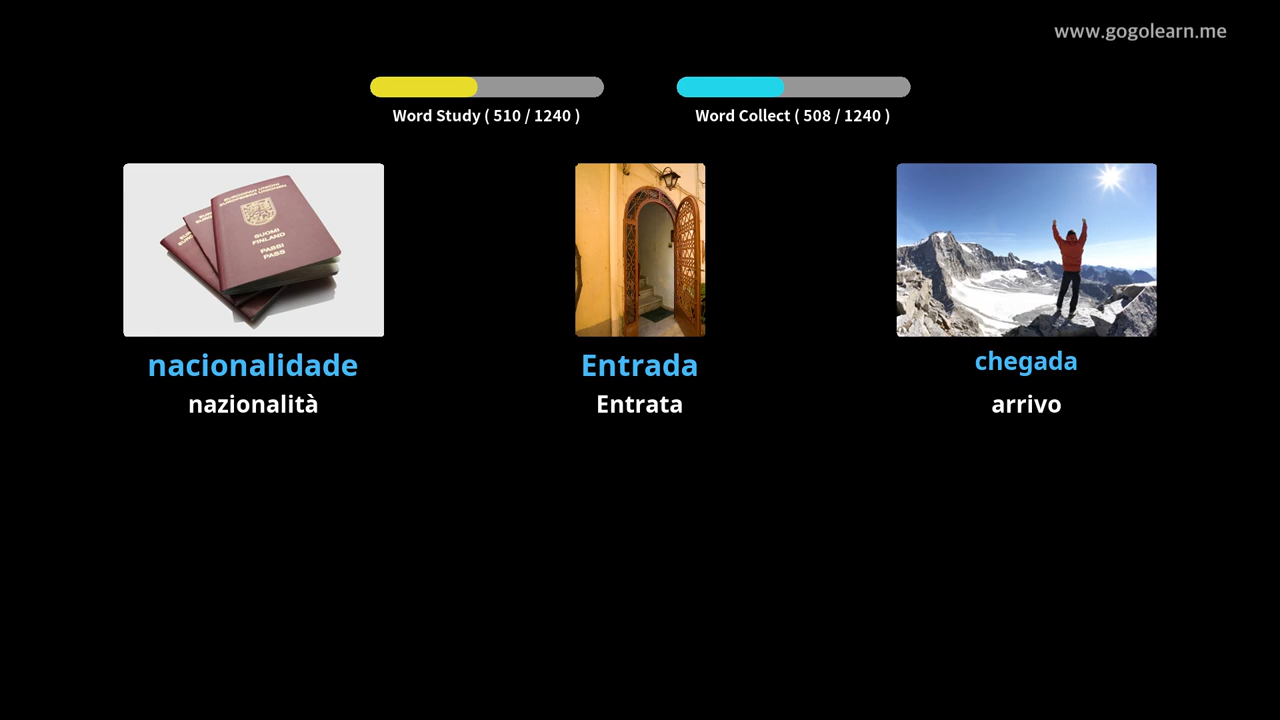 www.gogolearn.me
Word Study ( 510 / 1240 )
Word Collect ( 508 / 1240 )
SUOMI
FINLAND
PASSI
PASS
nacionalidade
Entrada
chegada
nazionalità
Entrata
arrivo